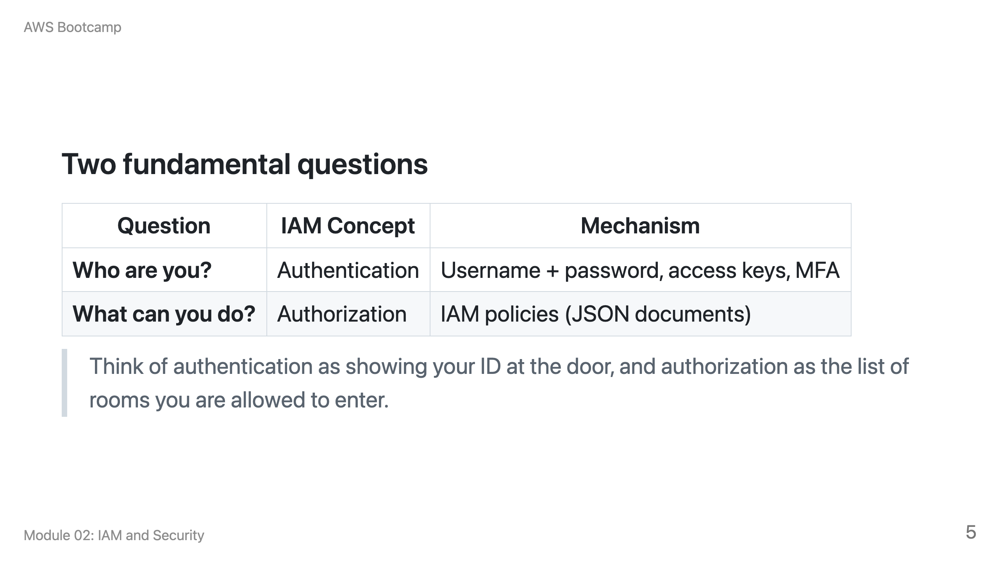 AWS Bootcamp
Two fundamental questions
Question IAM Concept Mechanism
Who are you? Authentication Username + password, access keys, MFA
What can you do? Authorization IAM policies (JSON documents)
Think of authentication as showing your ID at the door, and authorization as the list of
rooms you are allowed to enter.
Module 02: IAM and Security 5